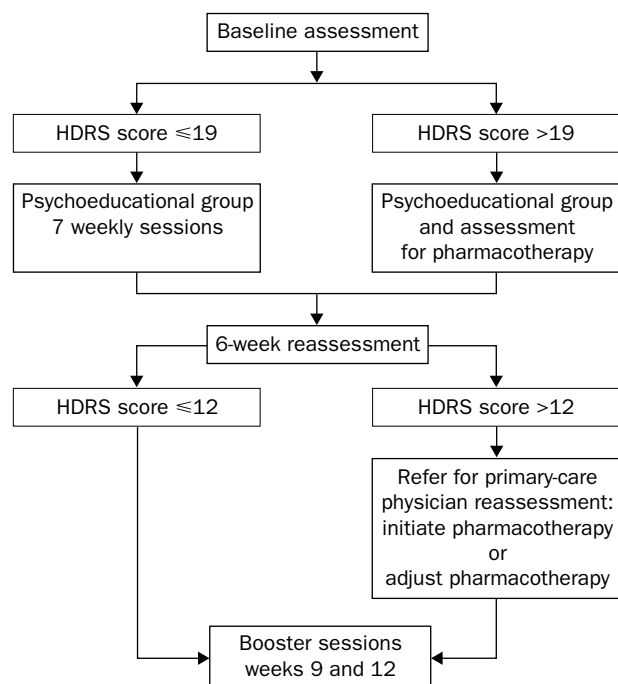 Baseline assessment
HDRS score ⩽19
HDRS score >19
Psychoeducational group
7 weekly sessions
Psychoeducational group
and assessment
for pharmacotherapy
6-week reassessment
HDRS score ⩽12
HDRS score >12
Refer for primary-care
physician reassessment:
initiate pharmacotherapy
or
adjust pharmacotherapy
Booster sessions
weeks 9 and 12